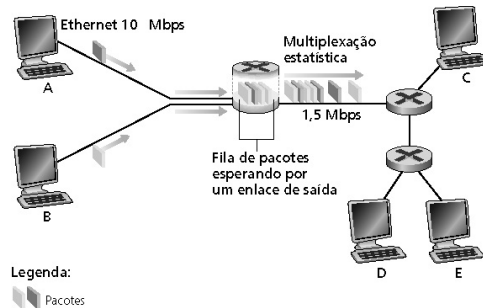 Ethernet 10 Mbps
A
B
Multiplexação
estatística
1,5 Mbps
Fila de pacotes
esperando por
um enlace de saída
C
D
E
Legenda:
Pacotes